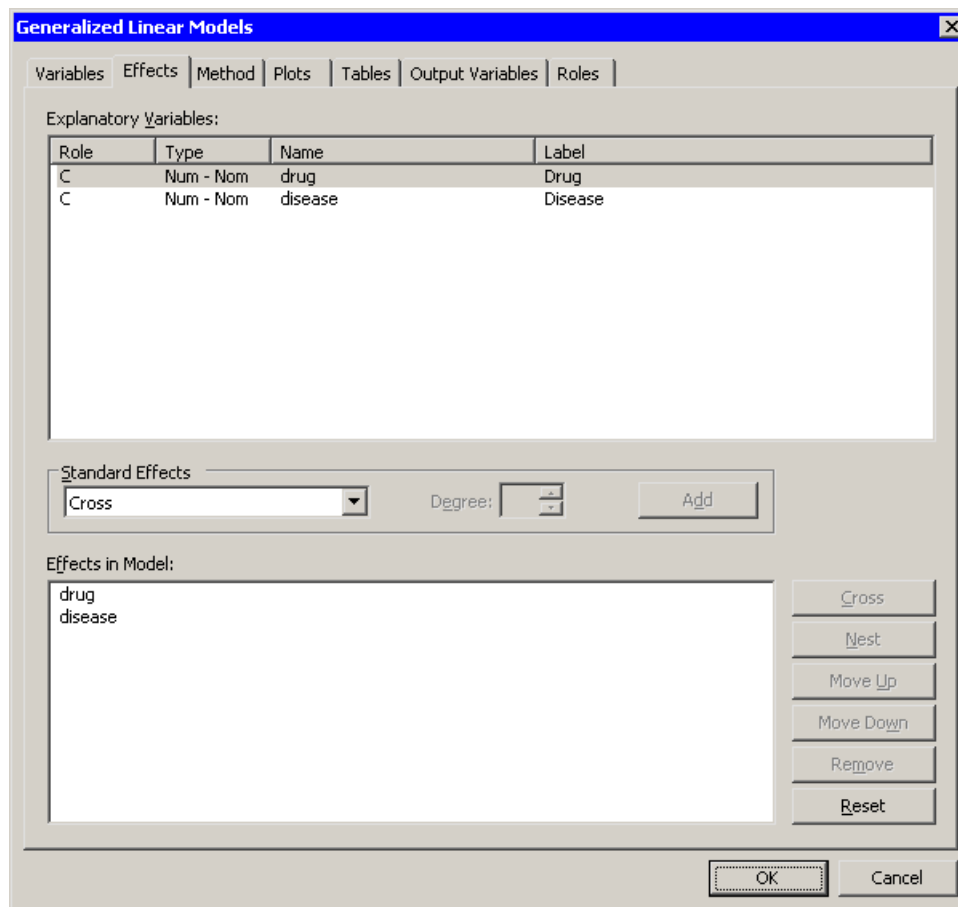 Generalized Linear Models
Variables Effects Method Plots Tables Output Variables Roles
Explanatory Variables:
Role Type Name Label
C Num - Nom drug Drug
C Num - Nom disease Disease
Standard Effects
Cross Degree: Add
Effects in Model:
drug
disease
Cross
Nest
Move Up
Move Down
Remove
Reset
OK Cancel